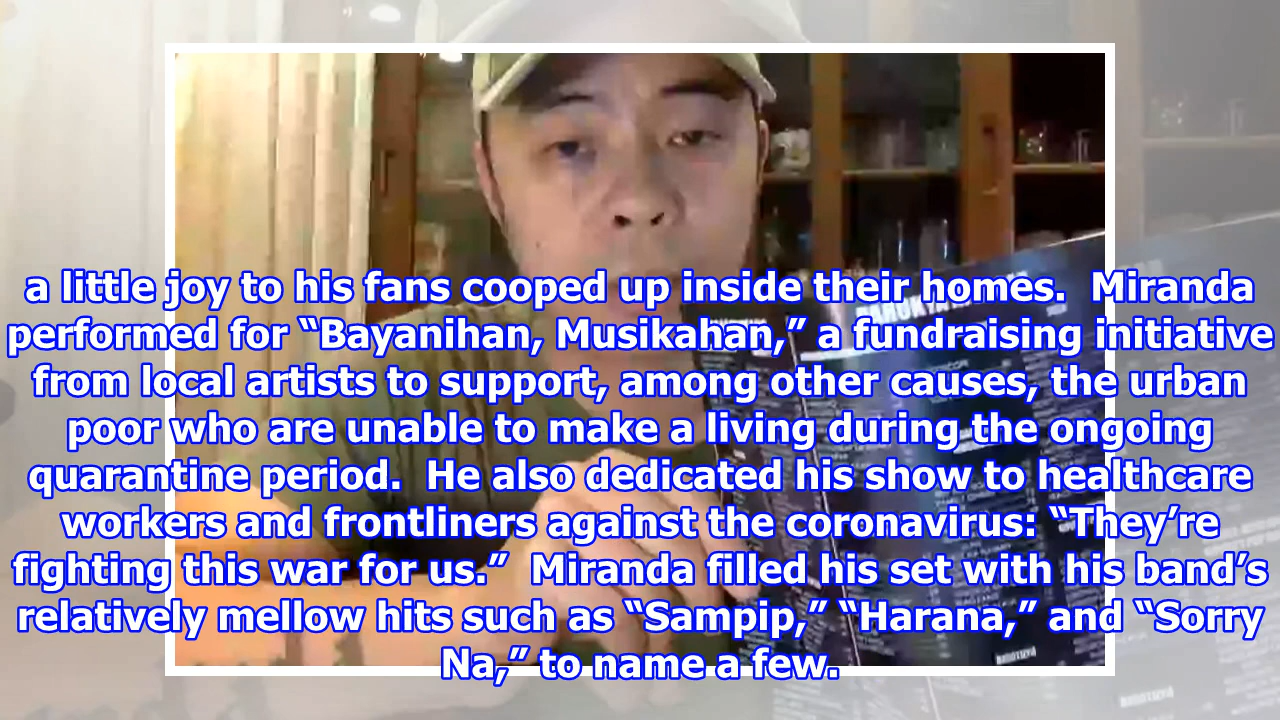 a little joy to his fans cooped up inside their homes.  Miranda
performed for “Bayanihan, Musikahan,” a fundraising initiative
from local artists to support, among other causes, the urban
poor who are unable to make a living during the ongoing
quarantine period.  He also dedicated his show to healthcare
workers and frontliners against the coronavirus: “They’re
fighting this war for us.”  Miranda filled his set with his band’s
relatively mellow hits such as “Sampip,” “Harana,” and “Sorry
Na,” to name a few.